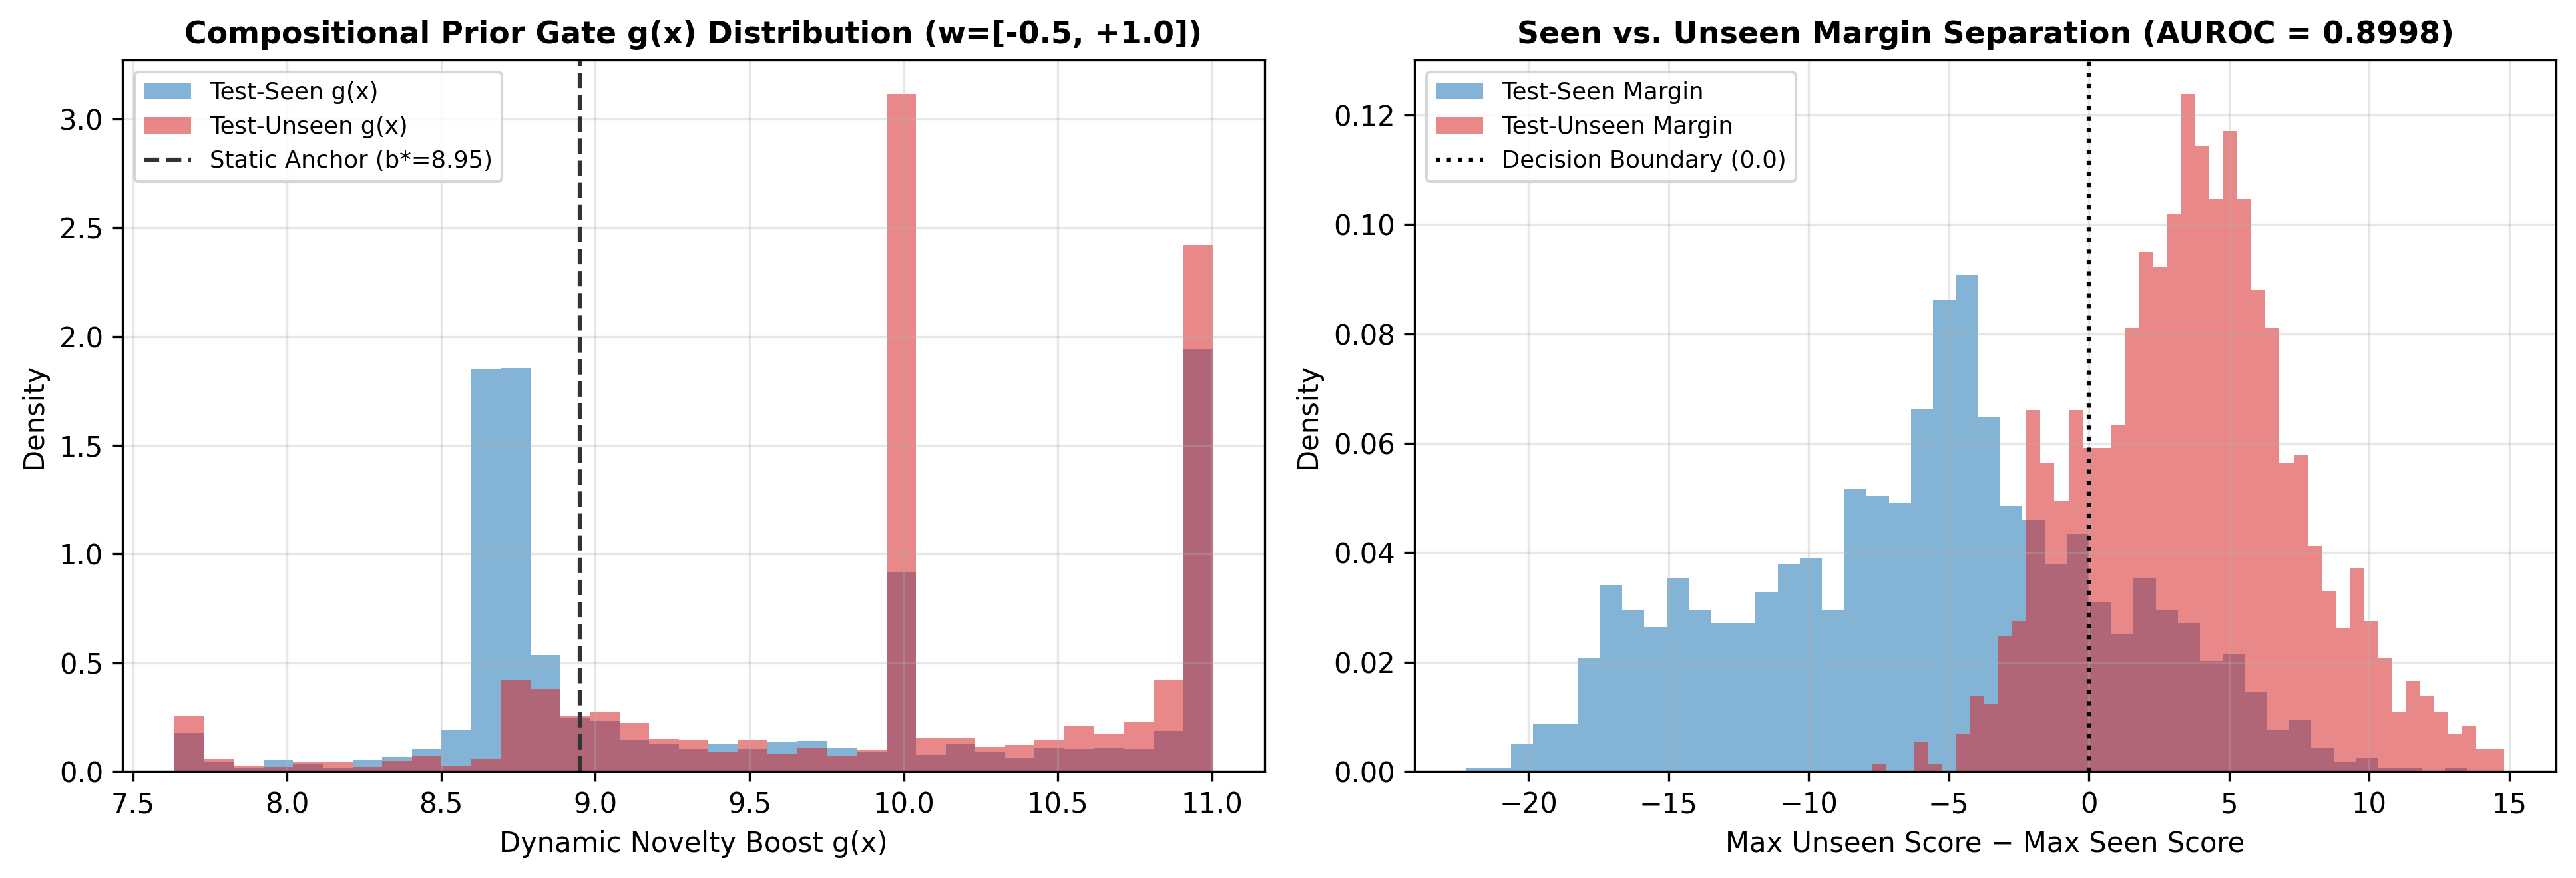 Compositional Prior Gate g(x) Distribution (w=[-0.5, +1.0])
Test-Seen g(x)
Test-Unseen g(x)
Static Anchor (b*=8.95)
Density
3.0
2.5
2.0
1.5
1.0
0.5
0.0
7.5 8.0 8.5 9.0 9.5 10.0 10.5 11.0
Dynamic Novelty Boost g(x)
Seen vs. Unseen Margin Separation (AUROC = 0.8998)
Test-Seen Margin
Test-Unseen Margin
Decision Boundary (0.0)
Density
0.12
0.10
0.08
0.06
0.04
0.02
0.00
−20 −15 −10 −5 0 5 10 15
Max Unseen Score − Max Seen Score